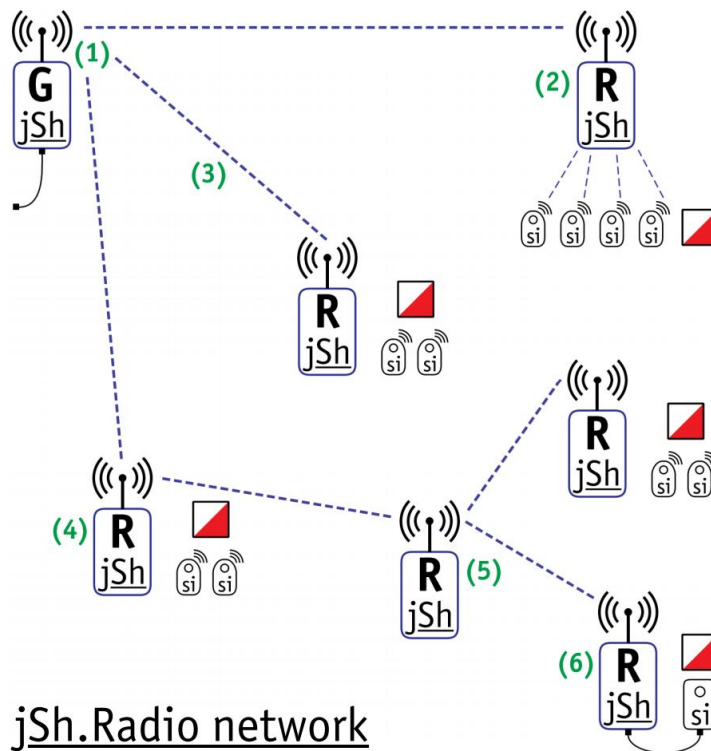 (1)
G
jSh
(2)
R
jSh
(3)
si si si si
R
jSh
si si
R
jSh
si si
(4)
R
jSh
si si
(5)
R
jSh
(6)
R
jSh
si
jSh.Radio network